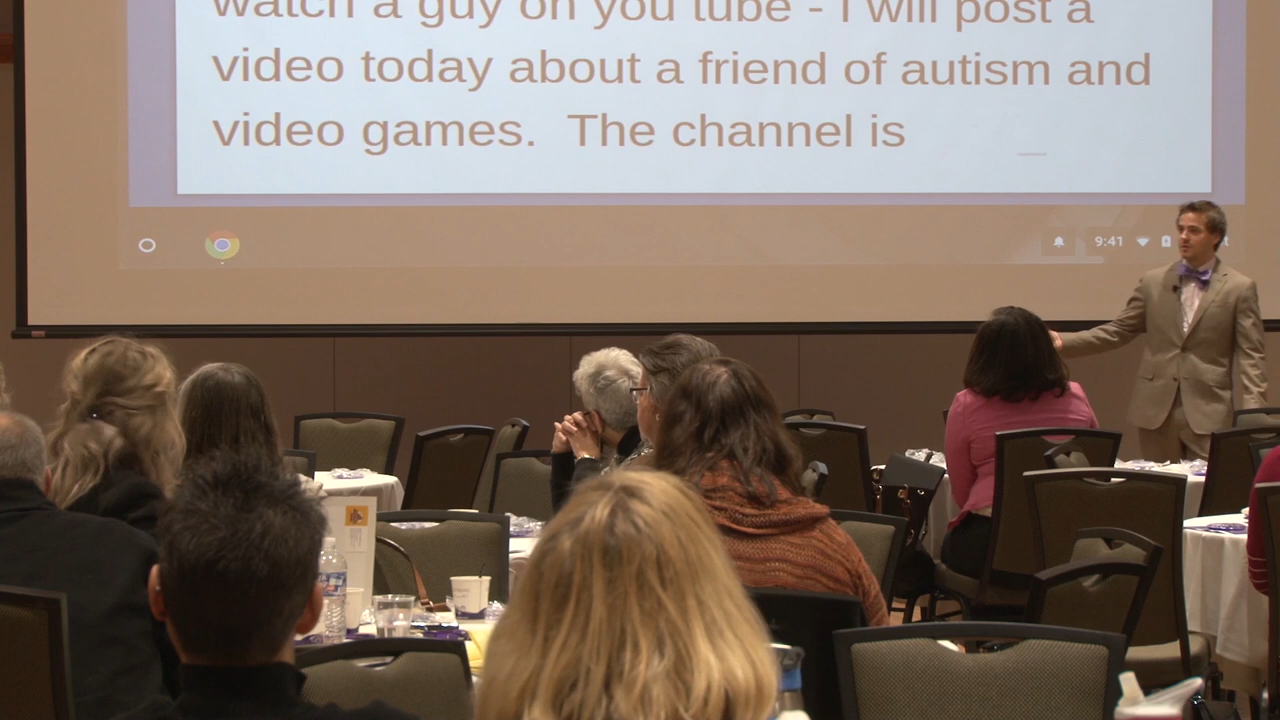 watch a guy on you tube - I will post a
video today about a friend of autism and
video games.  The channel is
9:41